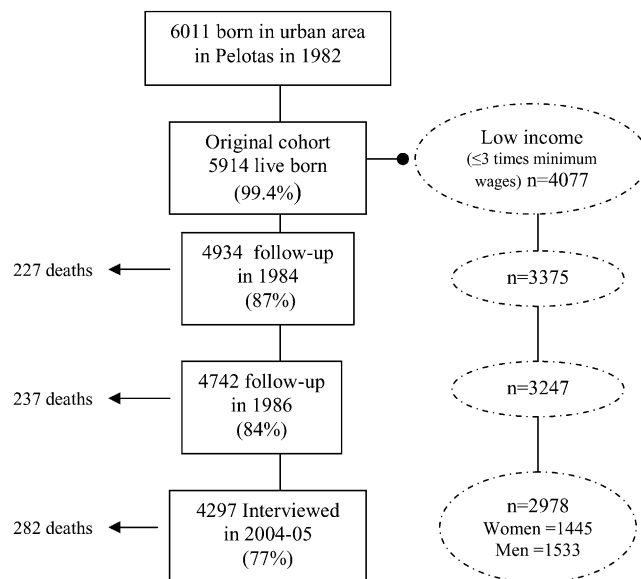 6011 born in urban area
in Pelotas in 1982
Original cohort
5914 live born
(99.4%)
Low income
(≤3 times minimum
wages) n=4077
227 deaths
4934 follow-up
in 1984
(87%)
n=3375
237 deaths
4742 follow-up
in 1986
(84%)
n=3247
282 deaths
4297 Interviewed
in 2004-05
(77%)
n=2978
Women =1445
Men =1533